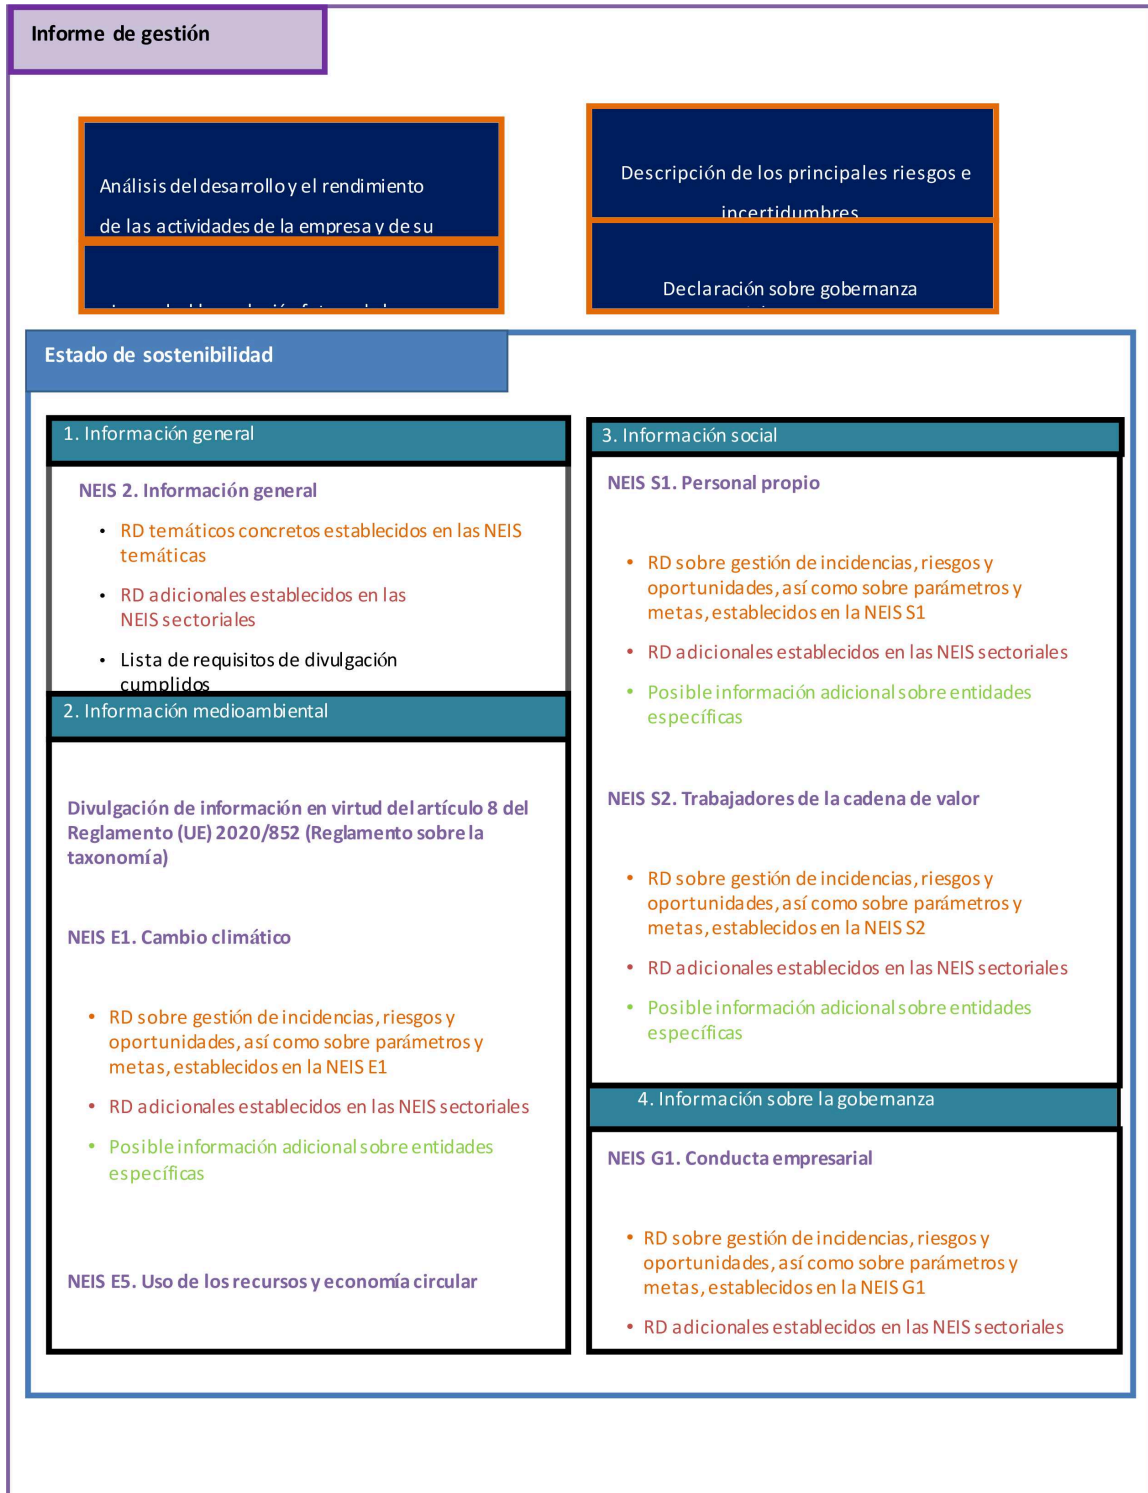 Informe de gestión
Análisis del desarrollo y el rendimiento
de las actividades de la empresa y de su
Descripción de los principales riesgos e
incertidumbres
Declaración sobre gobernanza
Estado de sostenibilidad
1. Información general
NEIS 2. Información general
• RD temáticos concretos establecidos en las NEIS
temáticas
• RD adicionales establecidos en las
NEIS sectoriales
• Lista de requisitos de divulgación
cumplidos
2. Información medioambiental
Divulgación de información en virtud del artículo 8 del
Reglamento (UE) 2020/852 (Reglamento sobre la
taxonomía)
NEIS E1. Cambio climático
• RD sobre gestión de incidencias, riesgos y
oportunidades, así como sobre parámetros y
metas, establecidos en la NEIS E1
• RD adicionales establecidos en las NEIS sectoriales
• Posible información adicional sobre entidades
específicas
NEIS E5. Uso de los recursos y economía circular
3. Información social
NEIS S1. Personal propio
• RD sobre gestión de incidencias, riesgos y
oportunidades, así como sobre parámetros y
metas, establecidos en la NEIS S1
• RD adicionales establecidos en las NEIS sectoriales
• Posible información adicional sobre entidades
específicas
NEIS S2. Trabajadores de la cadena de valor
• RD sobre gestión de incidencias, riesgos y
oportunidades, así como sobre parámetros y
metas, establecidos en la NEIS S2
• RD adicionales establecidos en las NEIS sectoriales
• Posible información adicional sobre entidades
específicas
4. Información sobre la gobernanza
NEIS G1. Conducta empresarial
• RD sobre gestión de incidencias, riesgos y
oportunidades, así como sobre parámetros y
metas, establecidos en la NEIS G1
• RD adicionales establecidos en las NEIS sectoriales